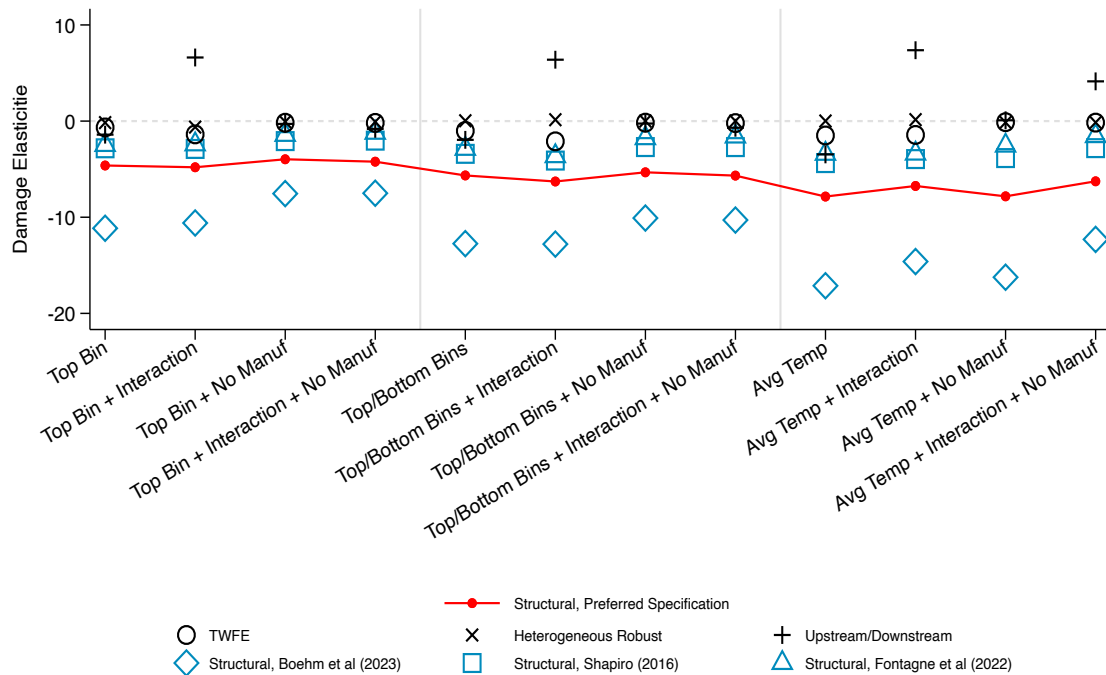 Damage Elasticitie
10
0
-10
-20
Top Bin
Top Bin + Interaction
Top Bin + No Manuf
Top Bin + Interaction + No Manuf
Top/Bottom Bins
Top/Bottom Bins + Interaction
Top/Bottom Bins + No Manuf
Top/Bottom Bins + Interaction + No Manuf
Avg Temp
Avg Temp + Interaction
Avg Temp + No Manuf
Avg Temp + Interaction + No Manuf
Structural, Preferred Specification
TWFE Heterogeneous Robust Upstream/Downstream
Structural, Boehm et al (2023) Structural, Shapiro (2016) Structural, Fontagne et al (2022)